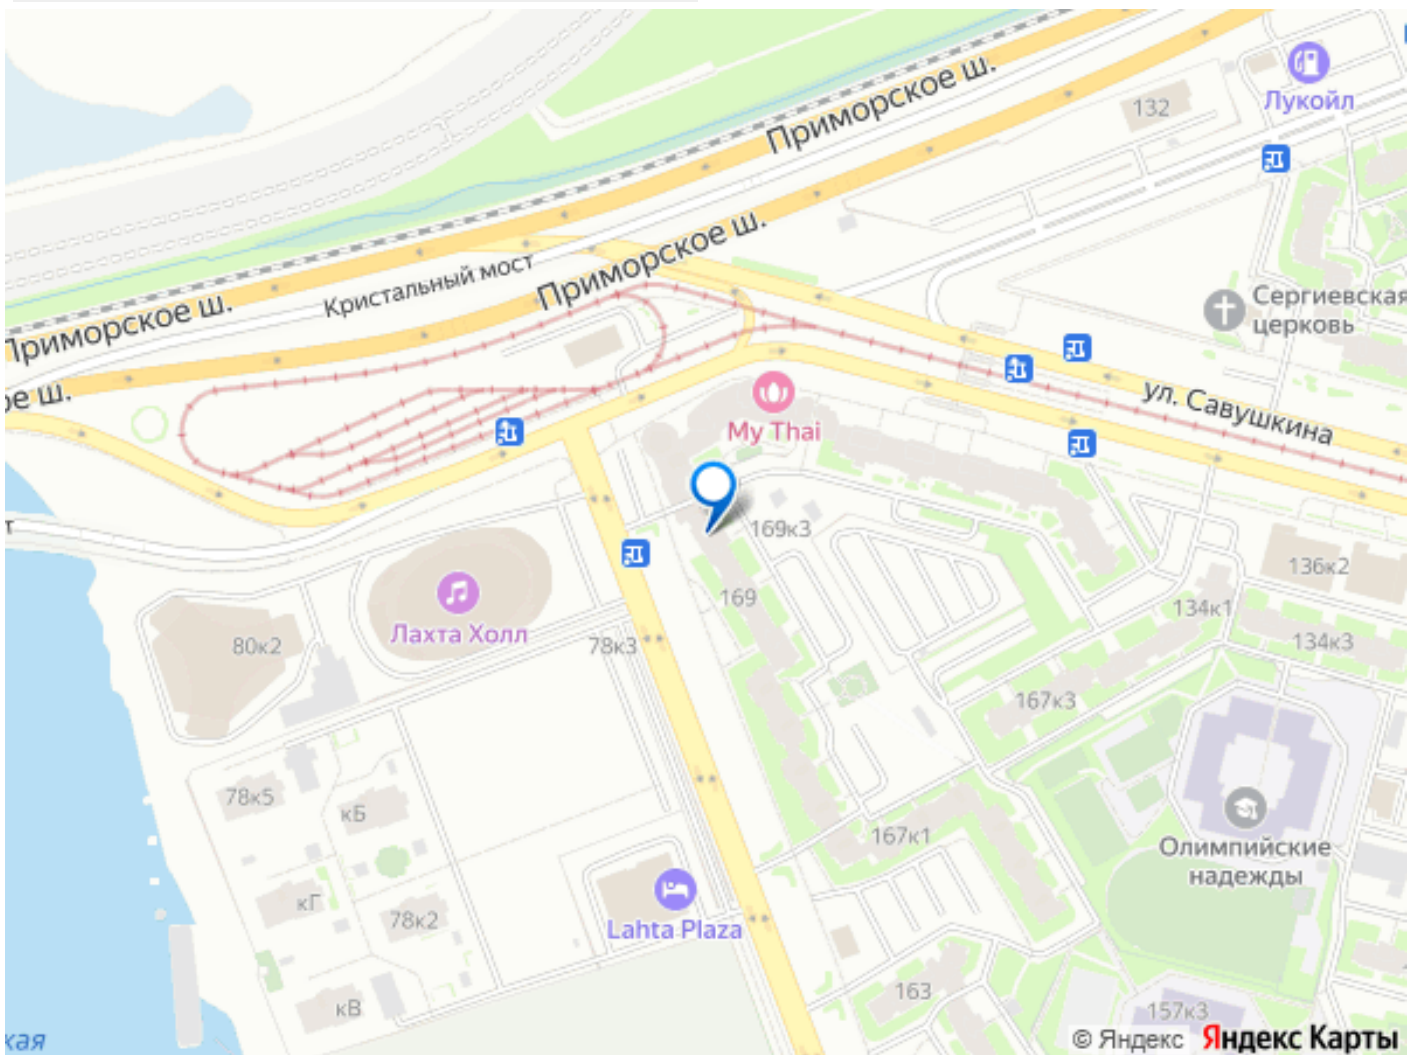 Приморское ш.
132
Лукойл
Приморское ш.
Кристальный мост
Приморское ш.
ое ш.
Сергиевская
церковь
ул. Савушкина
My Thai
169к3
136к2
169
134к1
134к3
Лахта Холл
80к2
78к3
167к3
78к5
кБ
167к1
Олимпийские
надежды
кГ
78к2
Lahta Plaza
163
157к3
кВ
кая
© Яндекс Яндекс Карты